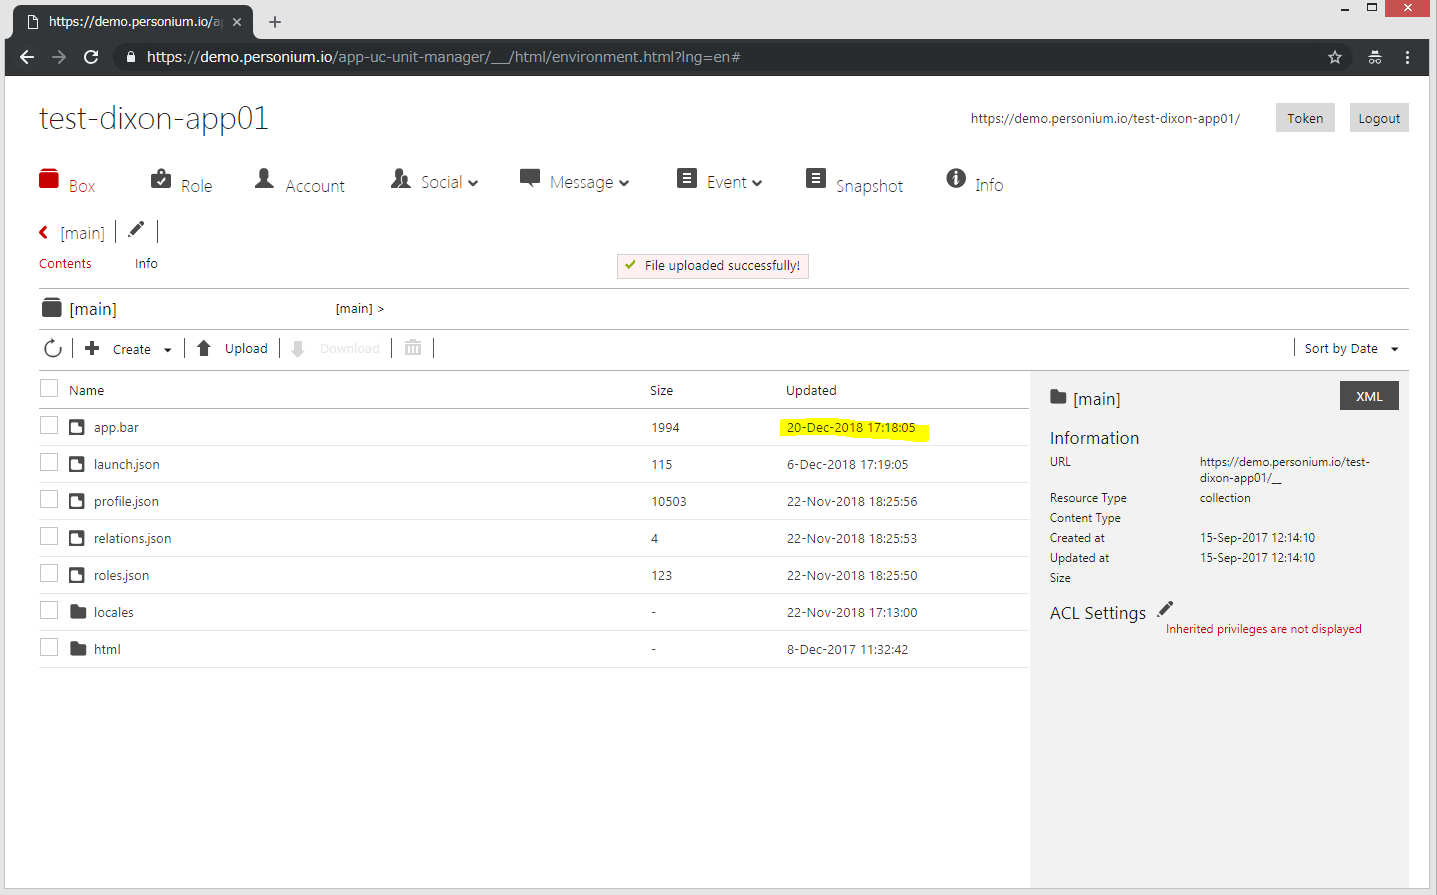 https://demo.personium.io/a
https://demo.personium.io/app-uc-unit-manager/__/html/environment.html?lng=en#
test-dixon-app01
https://demo.personium.io/test-dixon-app01/
Token
Logout
Box
Role
Account
Social
Message
Event
Snapshot
Info
[main]
Contents
Info
File uploaded successfully!
[main]
[main] >
Create
Upload
Download
Sort by Date
Name Size Updated
app.bar 1994 20-Dec-2018 17:18:05
launch.json 115 6-Dec-2018 17:19:05
profile.json 10503 22-Nov-2018 18:25:56
relations.json 4 22-Nov-2018 18:25:53
roles.json 123 22-Nov-2018 18:25:50
locales - 22-Nov-2018 17:13:00
html - 8-Dec-2017 11:32:42
[main]
XML
Information
URL https://demo.personium.io/test-
dixon-app01/__
Resource Type collection
Content Type
Created at 15-Sep-2017 12:14:10
Updated at 15-Sep-2017 12:14:10
Size
ACL Settings
Inherited privileges are not displayed